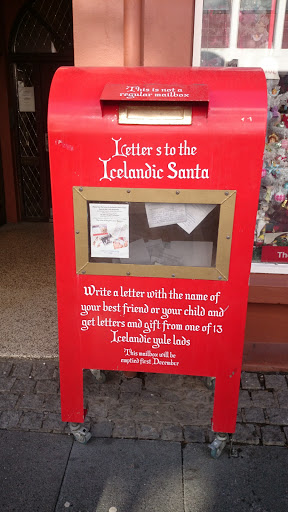 This is not a
regular mailbox
Letter s to the
Icelandic Santa
Write a letter with the name of
your best friend or your child and
get letters and gift from one of 13
Icelandic yule lads
This mailbox will be
emptied first December
Th